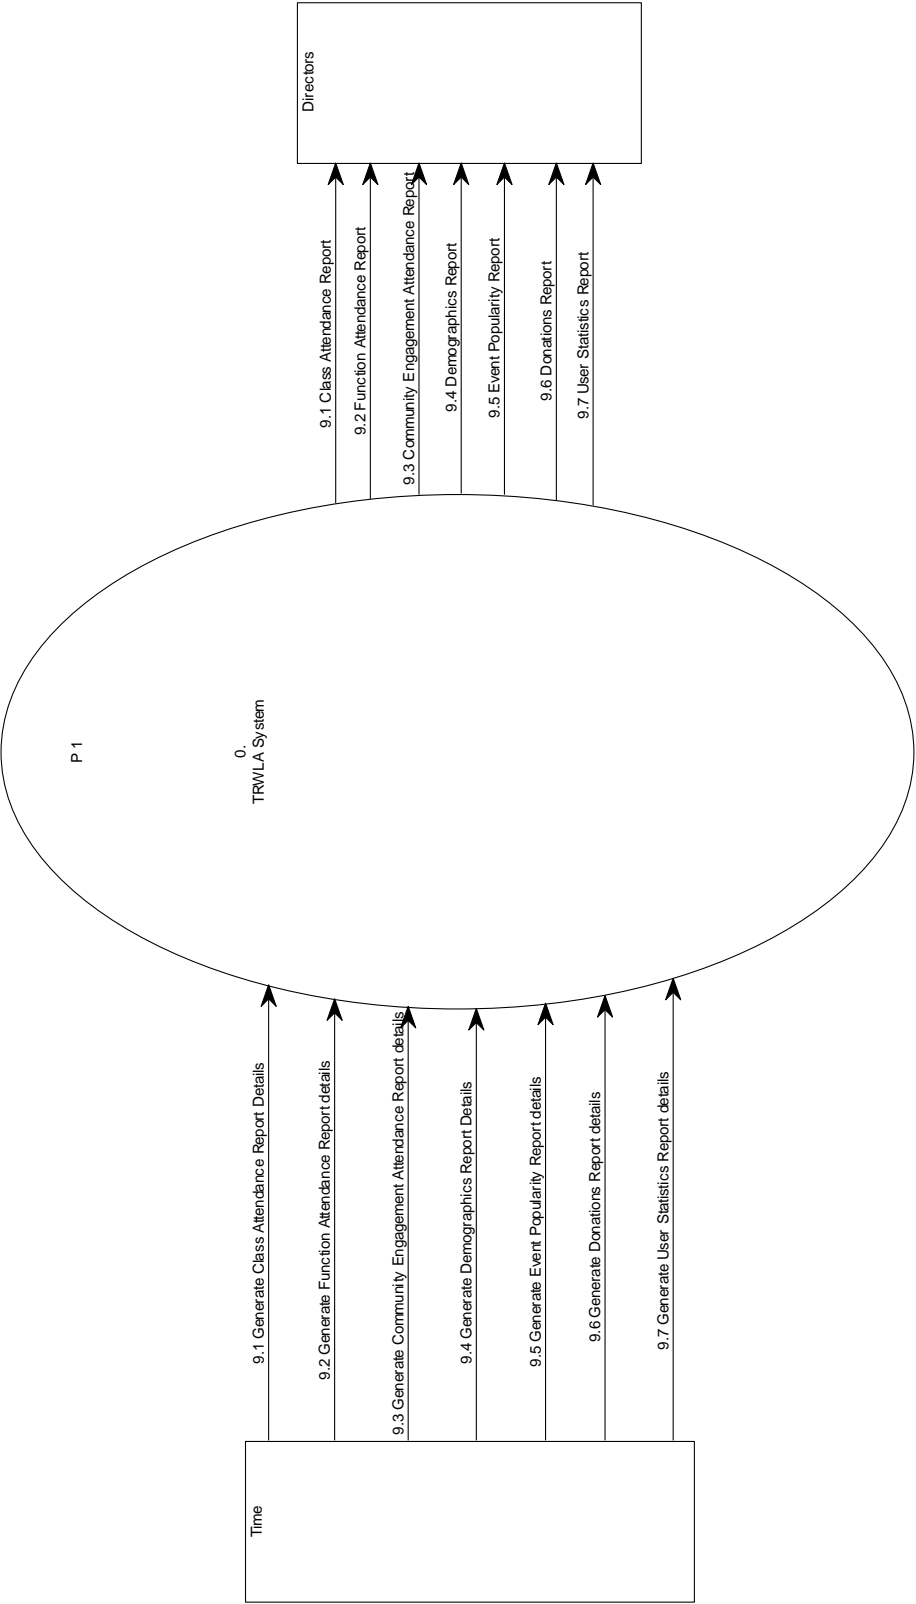 Time
9.1 Generate Class Attendance Report Details
9.2 Generate Function Attendance Report details
9.3 Generate Community Engagement Attendance Report details
9.4 Generate Demographics Report Details
9.5 Generate Event Popularity Report details
9.6 Generate Donations Report details
9.7 Generate User Statistics Report details
P1
0.
TRWLA System
9.1 Class Attendance Report
9.2 Function Attendance Report
9.3 Community Engagement Attendance Report
9.4 Demographics Report
9.5 Event Popularity Report
9.6 Donations Report
9.7 User Statistics Report
Directors